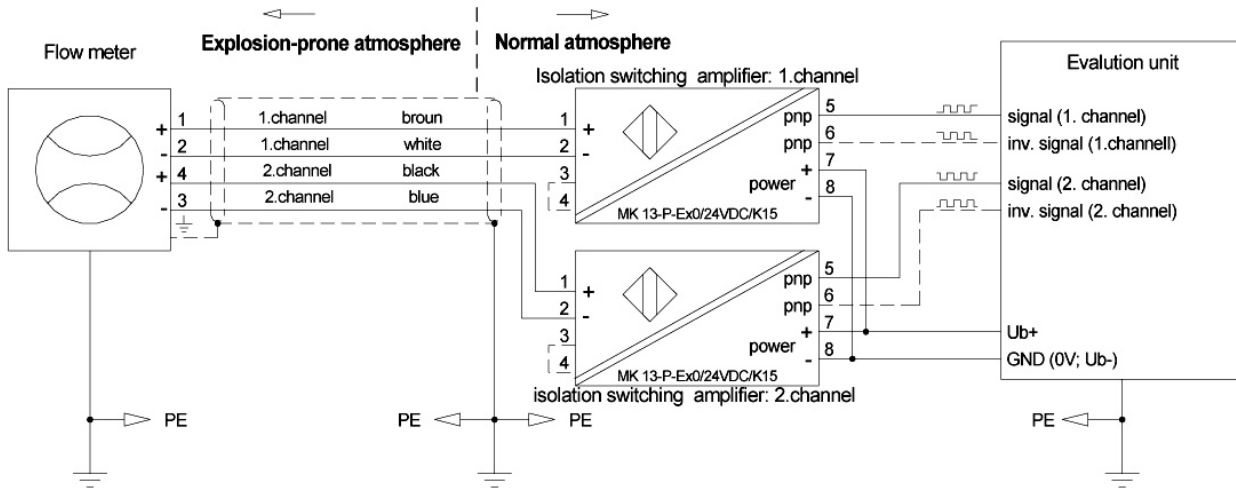 Explosion-prone atmosphere
Normal atmosphere
Flow meter
1 1.channel broun
+
2 1.channel white
-
4 2.channel black
+
3 2.channel blue
-
Isolation switching amplifier: 1.channel
1 +
2 -
3
4
pnp 5
pnp 6
+ 7
power
- 8
MK 13-P-Ex0/24VDC/K15
1 +
2 -
3
4
pnp 5
pnp 6
+ 7
power
- 8
MK 13-P-Ex0/24VDC/K15
isolation switching amplifier: 2.channel
Evalution unit
signal (1. channel)
inv. signal (1.channell)
signal (2. channel)
inv. signal (2. channel)
Ub+
GND (0V; Ub-)
PE
PE
PE
PE